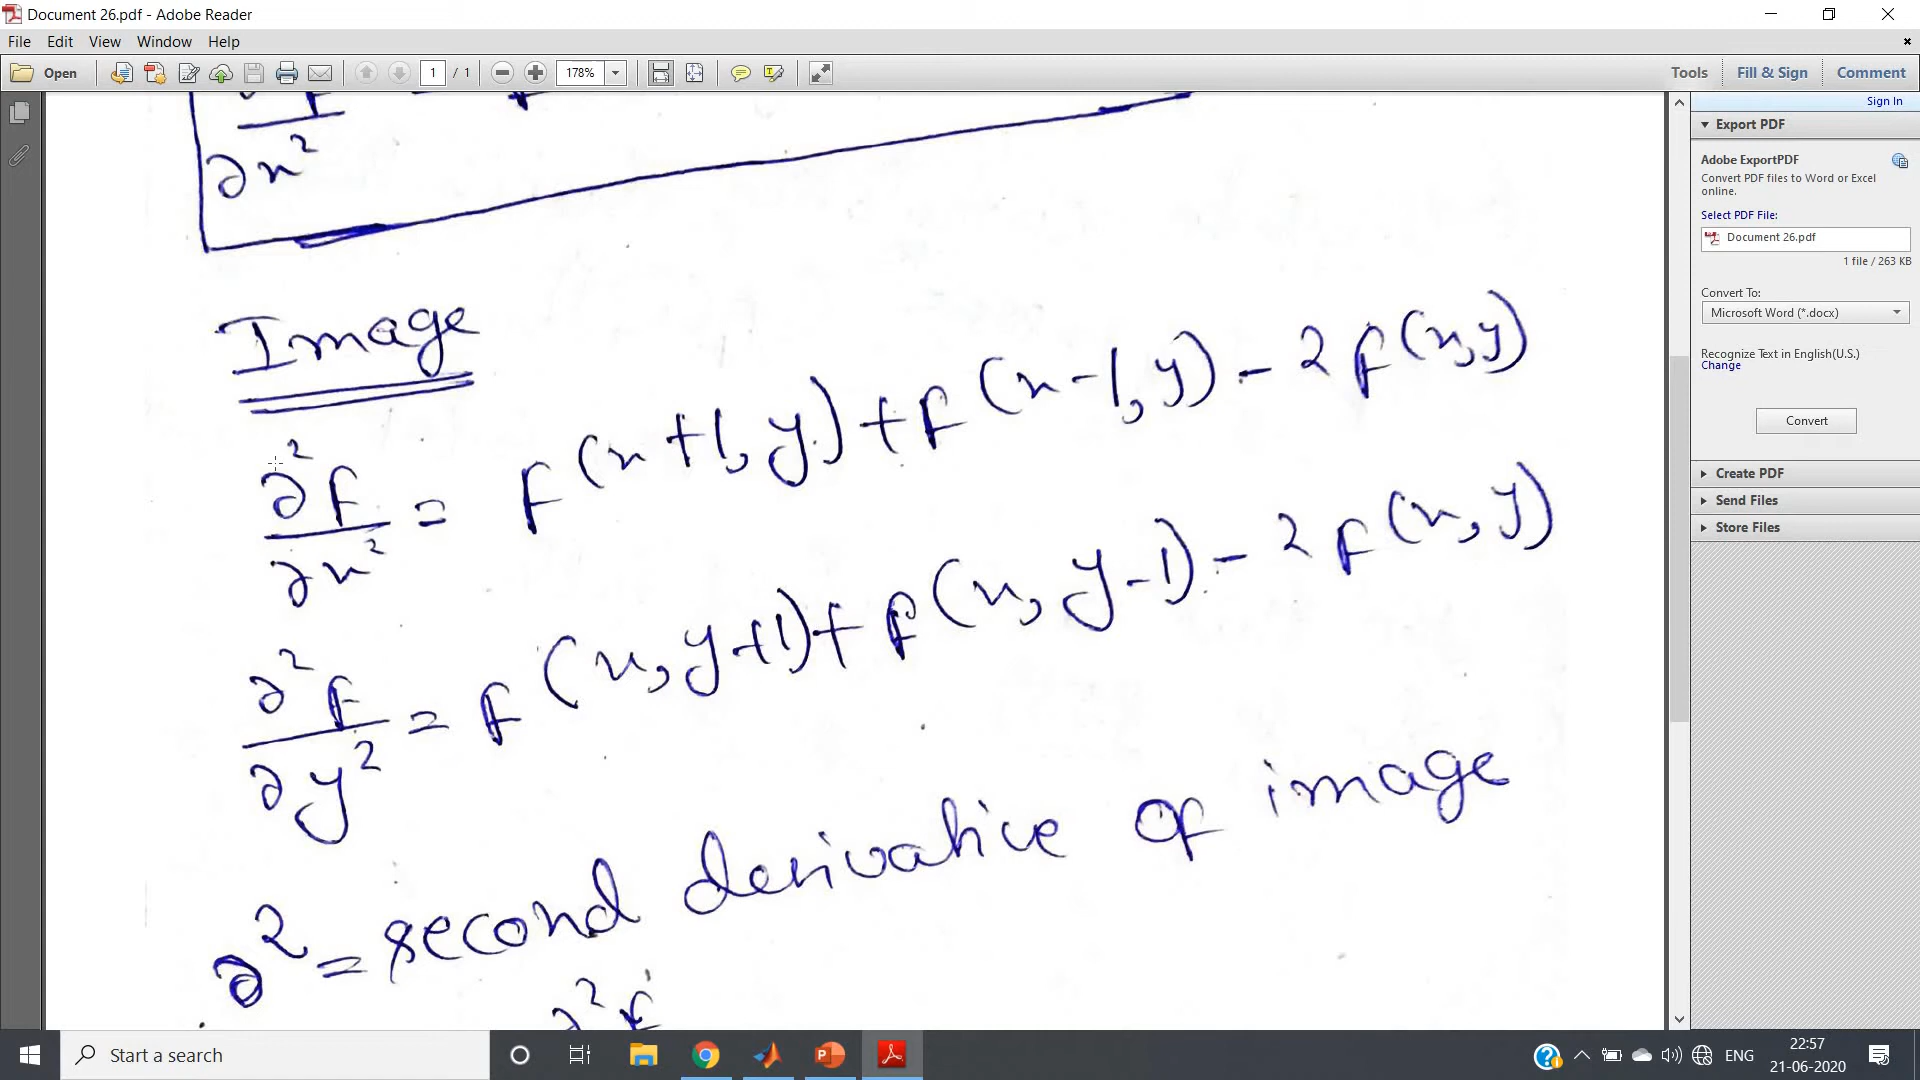 Document 26.pdf - Adobe Reader
File Edit View Window Help
Open 1 / 1 178% Tools Fill & Sign Comment
Sign In
Export PDF
Adobe ExportPDF
Convert PDF files to Word or Excel
online.
Select PDF File:
Document 26.pdf
1 file / 263 KB
Convert To:
Microsoft Word (*.docx)
Recognize Text in English(U.S.)
Change
Convert
Create PDF
Send Files
Store Files
∂x²
Image
∂²f/∂x² = f(x+1,y)+f(x-1,y)-2f(x,y)
∂²f/∂y² = f(x,y+1)+f(x,y-1)-2f(x,y)
∂² = second derivative of image
∂²f
Start a search
ENG
22:57
21-06-2020